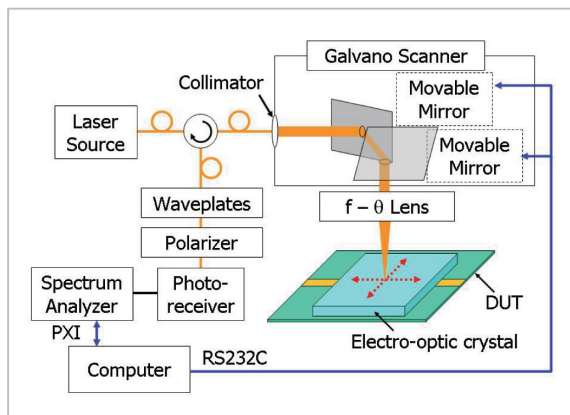 Galvano Scanner
Collimator
Movable
Mirror
Laser
Source
Movable
Mirror
Waveplates
f – θ Lens
Polarizer
Spectrum
Analyzer
Photo-
receiver
DUT
PXI
Electro-optic crystal
Computer
RS232C